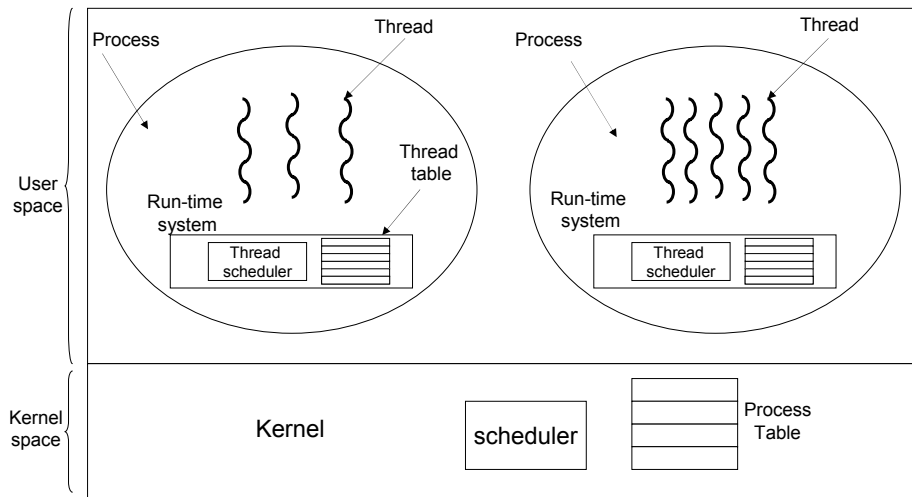 Process
Thread
Process
Thread
Thread
table
User
space
Run-time
system
Thread
scheduler
Run-time
system
Thread
scheduler
Kernel
space
Kernel
scheduler
Process
Table